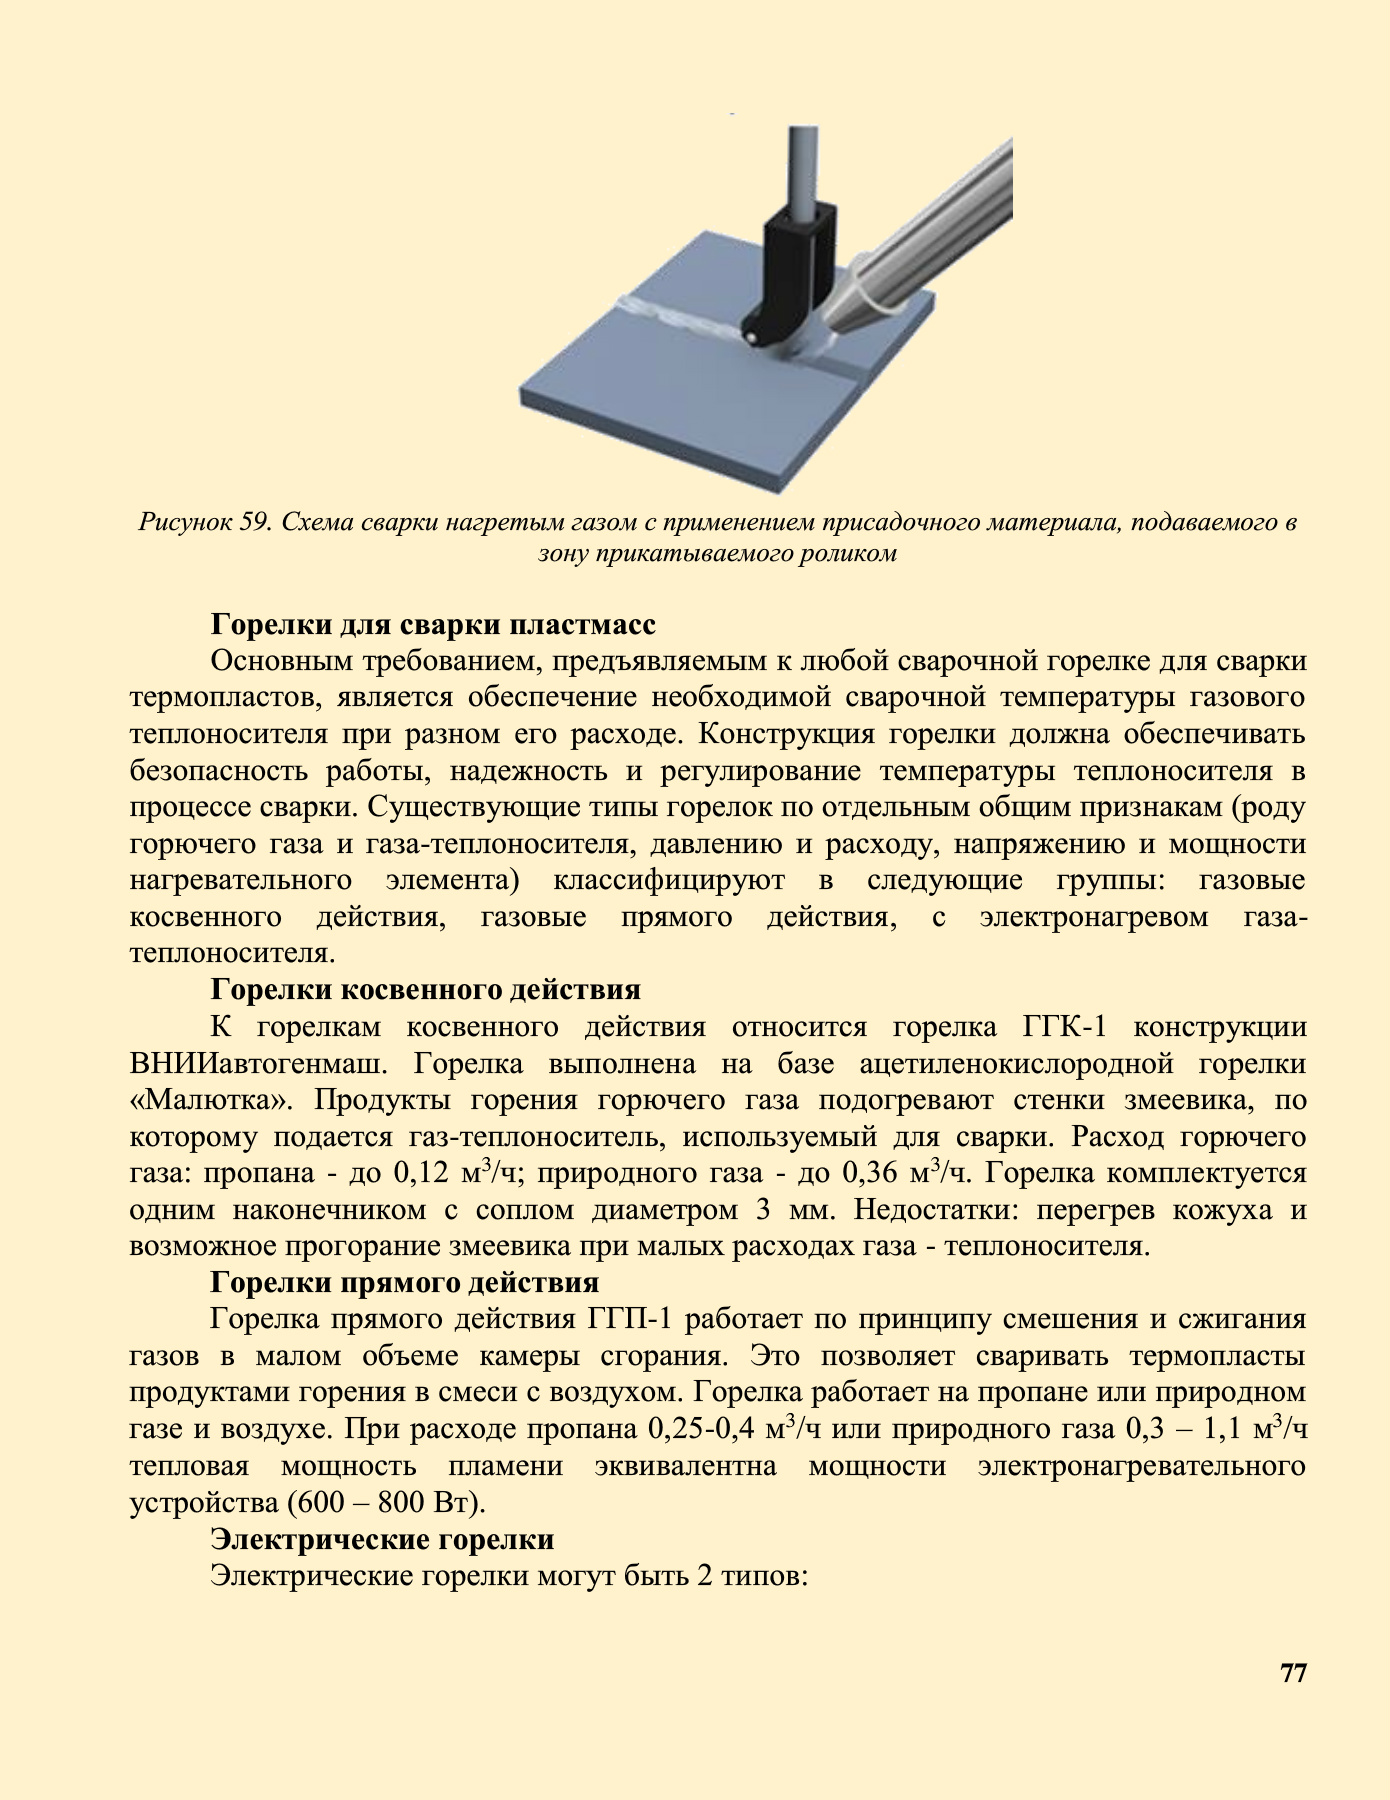 Рисунок 59. Схема сварки нагретым газом с применением присадочного материала, подаваемого в
зону прикатываемого роликом
Горелки для сварки пластмасс
Основным требованием, предъявляемым к любой сварочной горелке для сварки
термопластов, является обеспечение необходимой сварочной температуры газового
теплоносителя при разном его расходе. Конструкция горелки должна обеспечивать
безопасность работы, надежность и регулирование температуры теплоносителя в
процессе сварки. Существующие типы горелок по отдельным общим признакам (роду
горючего газа и газа-теплоносителя, давлению и расходу, напряжению и мощности
нагревательного элемента) классифицируют в следующие группы: газовые
косвенного действия, газовые прямого действия, с электронагревом газа-
теплоносителя.
Горелки косвенного действия
К горелкам косвенного действия относится горелка ГГК-1 конструкции
ВНИИавтогенмаш. Горелка выполнена на базе ацетиленокислородной горелки
«Малютка». Продукты горения горючего газа подогревают стенки змеевика, по
которому подается газ-теплоноситель, используемый для сварки. Расход горючего
газа: пропана - до 0,12 м³/ч; природного газа - до 0,36 м³/ч. Горелка комплектуется
одним наконечником с соплом диаметром 3 мм. Недостатки: перегрев кожуха и
возможное прогорание змеевика при малых расходах газа - теплоносителя.
Горелки прямого действия
Горелка прямого действия ГГП-1 работает по принципу смешения и сжигания
газов в малом объеме камеры сгорания. Это позволяет сваривать термопласты
продуктами горения в смеси с воздухом. Горелка работает на пропане или природном
газе и воздухе. При расходе пропана 0,25-0,4 м³/ч или природного газа 0,3 – 1,1 м³/ч
тепловая мощность пламени эквивалентна мощности электронагревательного
устройства (600 – 800 Вт).
Электрические горелки
Электрические горелки могут быть 2 типов:
77